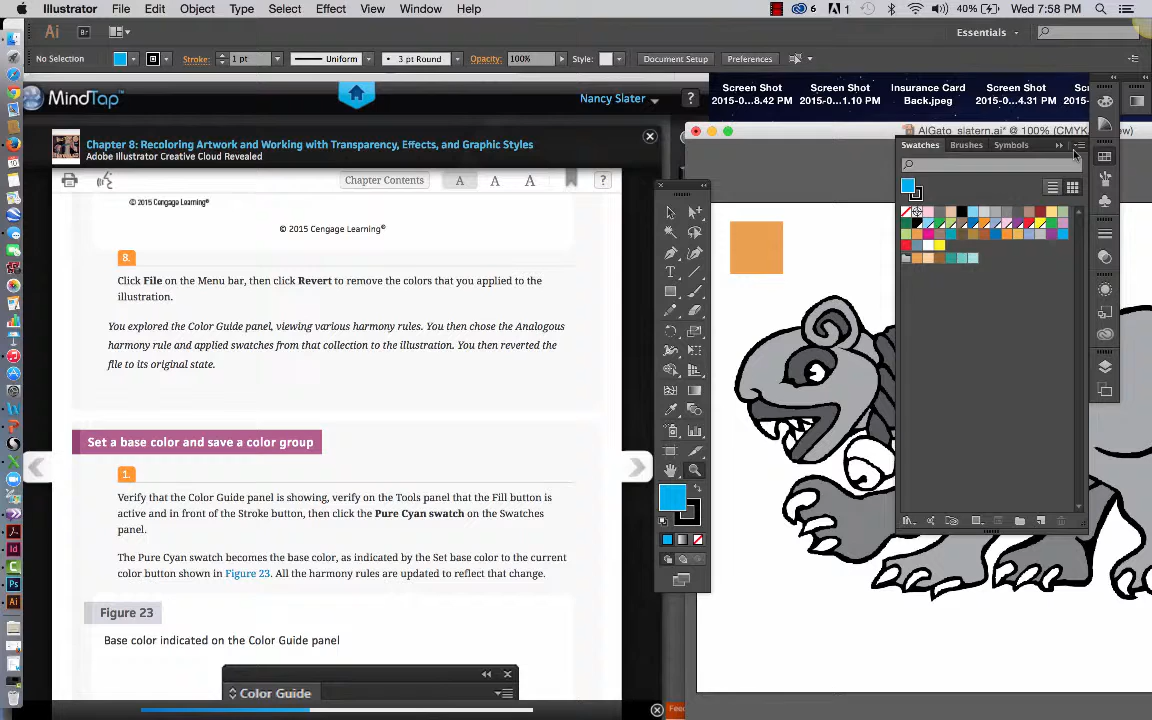 Illustrator File Edit Object Type Select Effect View Window Help
6
1
40%
Wed 7:58 PM
Ai
Br
Essentials
No Selection
Stroke:
1 pt
Uniform
3 pt Round
Opacity:
100%
Style:
Document Setup
Preferences
MindTap
Nancy Slater
?
Screen Shot
2015-0...8.42 PM
Screen Shot
2015-0...1.10 PM
Insurance Card
Back.jpeg
Screen Shot
2015-0...4.31 PM
Chapter 8: Recoloring Artwork and Working with Transparency, Effects, and Graphic Styles
Adobe Illustrator Creative Cloud Revealed
Chapter Contents
A
A
A
?
© 2015 Cengage Learning®
© 2015 Cengage Learning®
8.
Click File on the Menu bar, then click Revert to remove the colors that you applied to the
illustration.
You explored the Color Guide panel, viewing various harmony rules. You then chose the Analogous
harmony rule and applied swatches from that collection to the illustration. You then reverted the
file to its original state.
Set a base color and save a color group
1.
Verify that the Color Guide panel is showing, verify on the Tools panel that the Fill button is
active and in front of the Stroke button, then click the Pure Cyan swatch on the Swatches
panel.
The Pure Cyan swatch becomes the base color, as indicated by the Set base color to the current
color button shown in Figure 23. All the harmony rules are updated to reflect that change.
Figure 23
Base color indicated on the Color Guide panel
Color Guide
AlGato_slatern.ai* @ 100% (CMYK
Swatches
Brushes
Symbols
T
Id
Ps
Ai